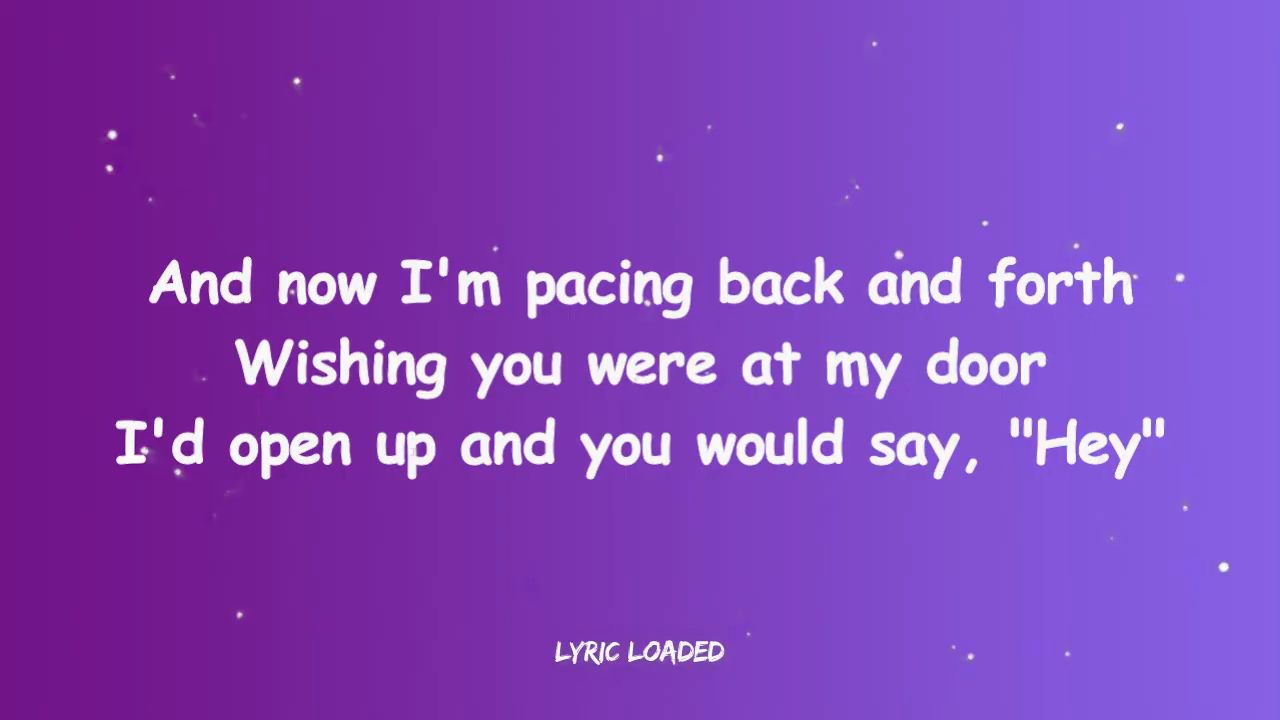 And now I'm pacing back and forth
Wishing you were at my door
I'd open up and you would say, "Hey"
LYRIC LOADED